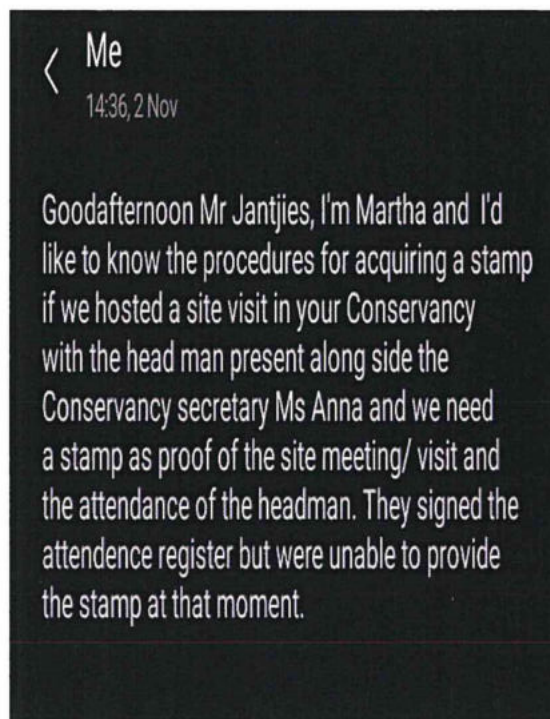 Me
14:36, 2 Nov
Goodafternoon Mr Jantjies, I'm Martha and I'd
like to know the procedures for acquiring a stamp
if we hosted a site visit in your Conservancy
with the head man present along side the
Conservancy secretary Ms Anna and we need
a stamp as proof of the site meeting/ visit and
the attendance of the headman. They signed the
attendence register but were unable to provide
the stamp at that moment.